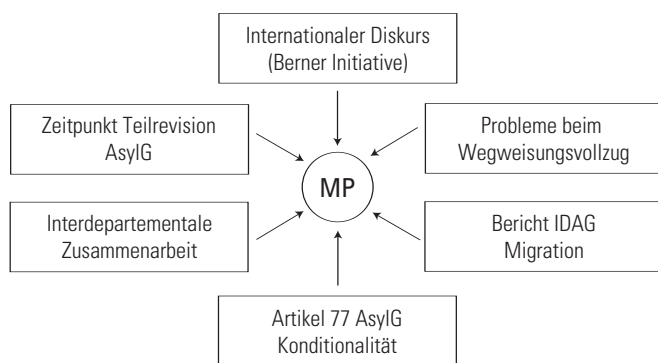 Internationaler Diskurs
(Berner Initiative)
Zeitpunkt Teilrevision
AsylG
Probleme beim
Wegweisungsvollzug
MP
Interdepartementale
Zusammenarbeit
Bericht IDAG
Migration
Artikel 77 AsylG
Konditionalität